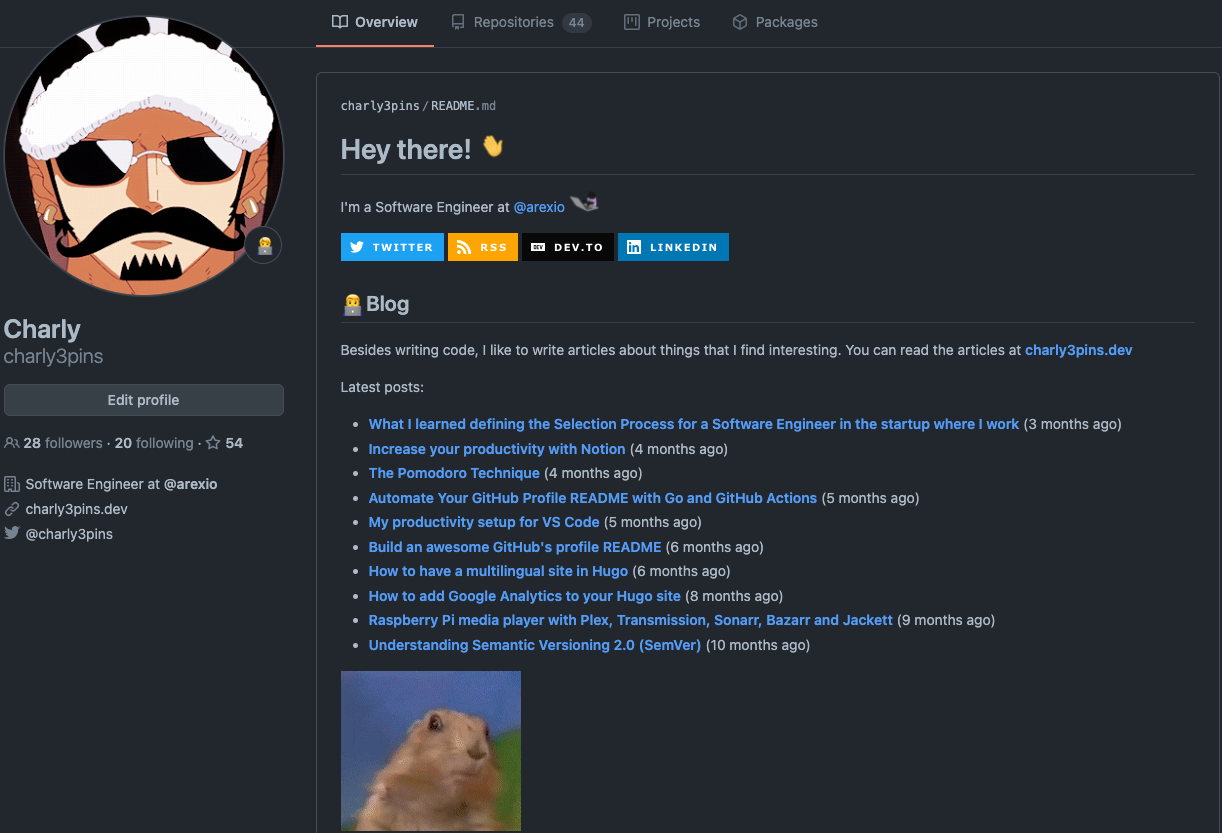 Overview Repositories 44 Projects Packages
charly3pins/README.md
Hey there! 👋
I'm a Software Engineer at @arexio
TWITTER RSS DEV DEV.TO LINKEDIN
👨‍💻 Blog
Besides writing code, I like to write articles about things that I find interesting. You can read the articles at charly3pins.dev
Latest posts:
• What I learned defining the Selection Process for a Software Engineer in the startup where I work (3 months ago)
• Increase your productivity with Notion (4 months ago)
• The Pomodoro Technique (4 months ago)
• Automate Your GitHub Profile README with Go and GitHub Actions (5 months ago)
• My productivity setup for VS Code (5 months ago)
• Build an awesome GitHub's profile README (6 months ago)
• How to have a multilingual site in Hugo (6 months ago)
• How to add Google Analytics to your Hugo site (8 months ago)
• Raspberry Pi media player with Plex, Transmission, Sonarr, Bazarr and Jackett (9 months ago)
• Understanding Semantic Versioning 2.0 (SemVer) (10 months ago)
Charly
charly3pins
Edit profile
28 followers · 20 following · 54
Software Engineer at @arexio
charly3pins.dev
@charly3pins